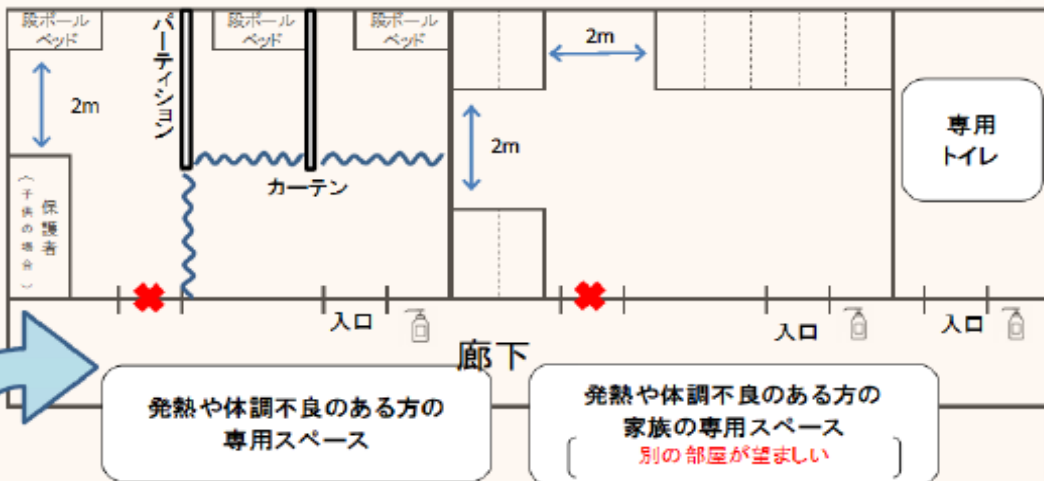 段ボール
ベッド
パーティション
段ボール
ベッド
段ボール
ベッド
2m
2m
2m
専用
トイレ
カーテン
保護者
（子供の場合）
入口
入口
入口
廊下
発熱や体調不良のある方の
専用スペース
発熱や体調不良のある方の
家族の専用スペース
別の部屋が望ましい